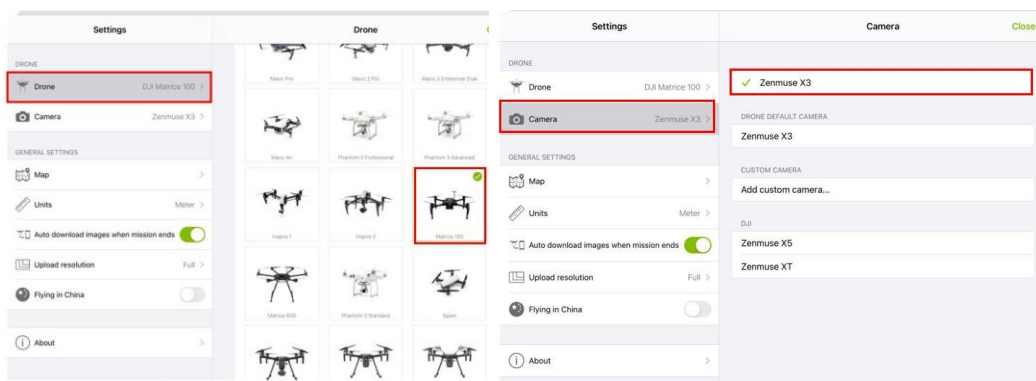 Settings
DRONE
Drone DJI Matrice 100 >
Camera Zenmuse X3 >
GENERAL SETTINGS
Map >
Units Meter >
Auto download images when mission ends
Upload resolution Full >
Flying in China
About >
Drone
Mavic Pro Mavic 2 Pro Mavic 2 Enterprise Dual
Mavic Air Phantom 3 Professional Phantom 3 Advanced
Inspire 1 Inspire 2 Matrice 100
Matrice 600 Phantom 3 Standard Spark
Settings
DRONE
Drone DJI Matrice 100 >
Camera Zenmuse X3 >
GENERAL SETTINGS
Map >
Units Meter >
Auto download images when mission ends
Upload resolution Full >
Flying in China
About >
Camera Close
Zenmuse X3
DRONE DEFAULT CAMERA
Zenmuse X3
CUSTOM CAMERA
Add custom camera...
DJI
Zenmuse X5
Zenmuse XT